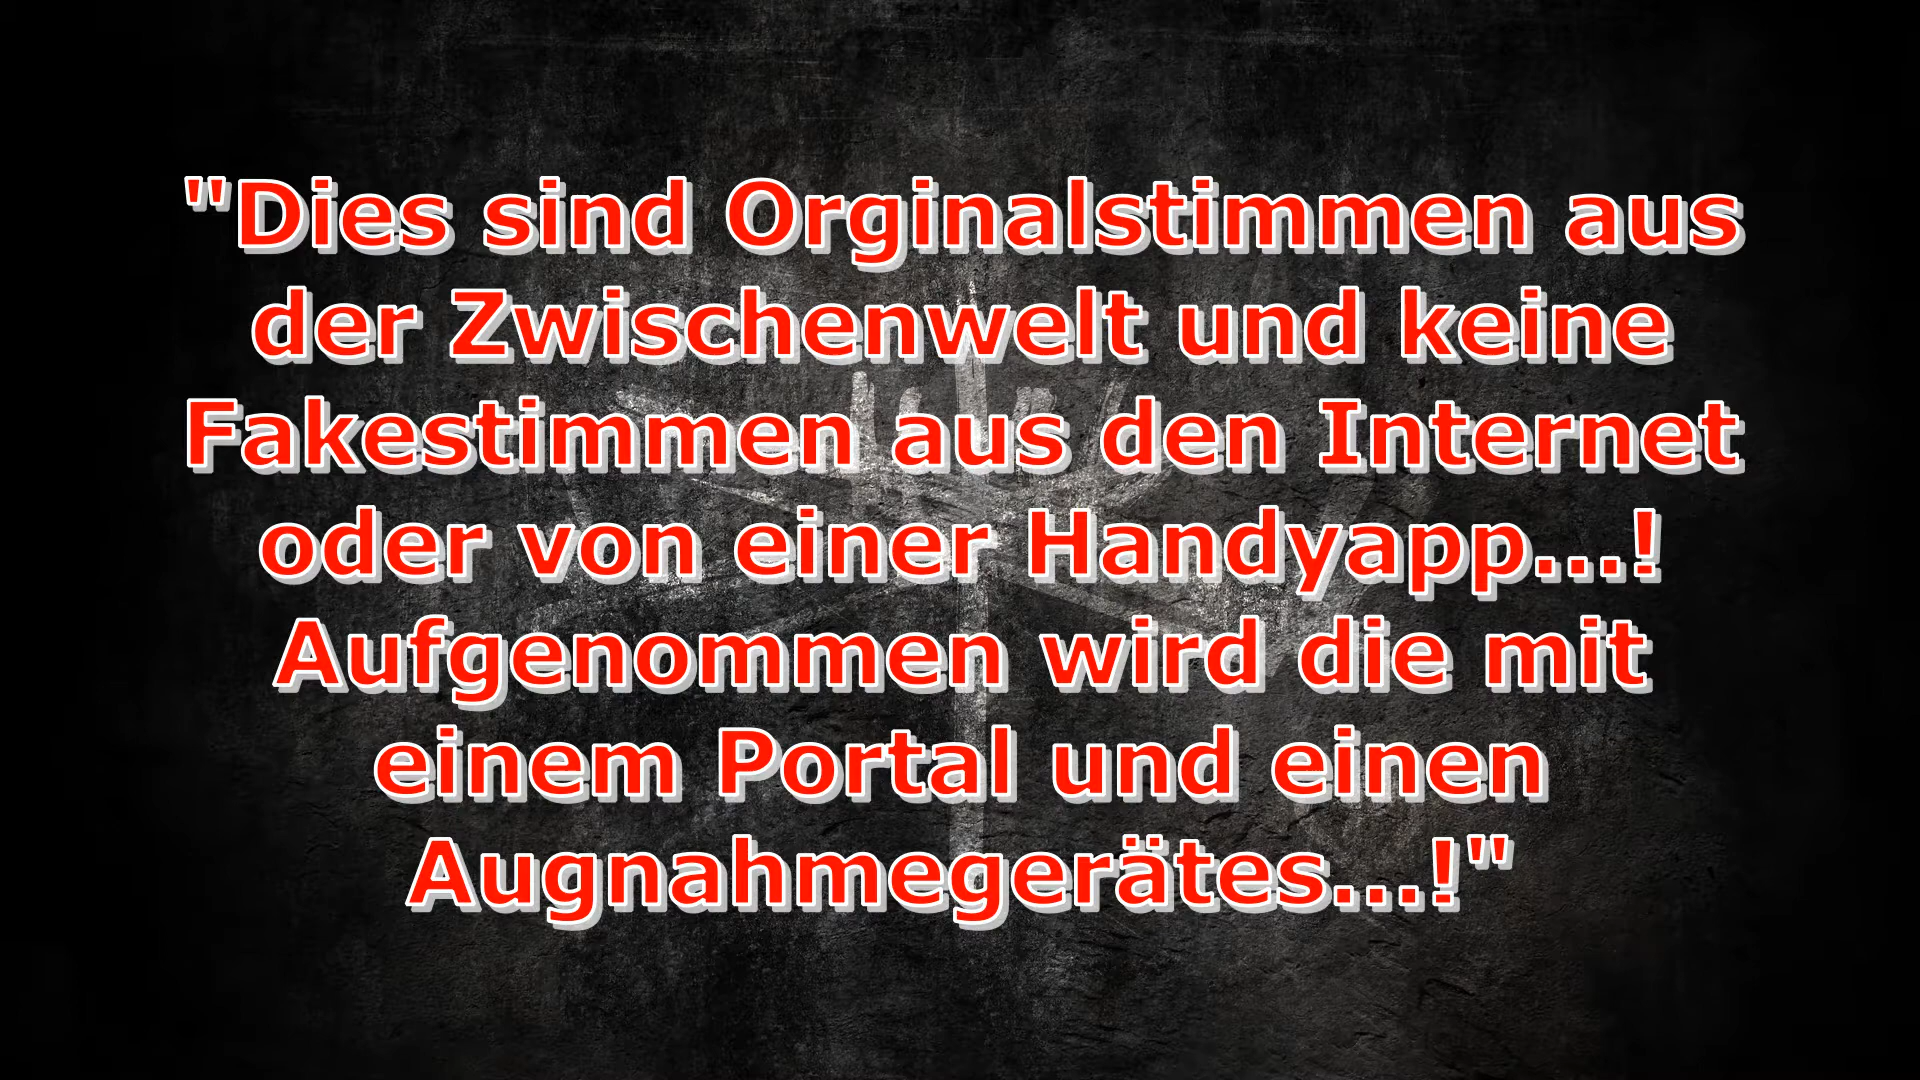 "Dies sind Orginalstimmen aus
der Zwischenwelt und keine
Fakestimmen aus den Internet
oder von einer Handyapp...!
Aufgenommen wird die mit
einem Portal und einen
Augnahmegerätes...!"